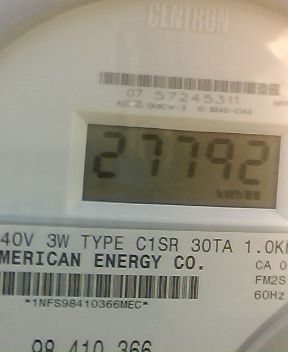 CENTRON
07 57245311
27792
kWh
40V 3W TYPE C1SR 30TA 1.0K
MERICAN ENERGY CO.
CA 0
FM2S
60Hz
*1NFS98410366MEC*
98 410 366